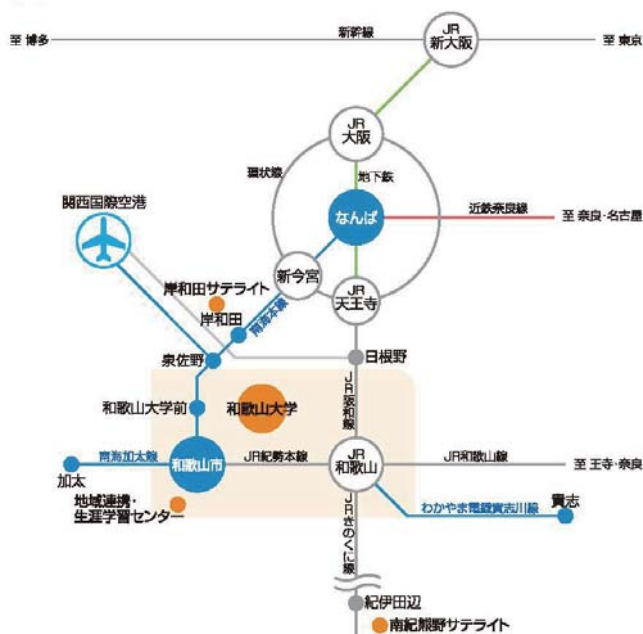 新幹線
至 博多
JR
新大阪
至 東京
JR
大阪
環状線
地下鉄
関西国際空港
なんば
近鉄奈良線
至 奈良・名古屋
新今宮
岸和田サテライト
岸和田
南海本線
JR
天王寺
泉佐野
日根野
JR阪和線
和歌山大学前
和歌山大学
南海加太線
加太
和歌山市
JR紀勢本線
JR
和歌山
JR和歌山線
至 王寺・奈良
地域連携・
生涯学習センター
わかやま電鐵貴志川線
貴志
JRきのくに線
紀伊田辺
南紀熊野サテライト